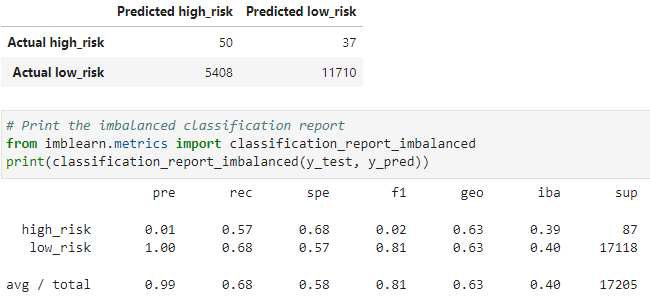 Predicted high_risk Predicted low_risk
Actual high_risk 50 37
Actual low_risk 5408 11710
# Print the imbalanced classification report
from imblearn.metrics import classification_report_imbalanced
print(classification_report_imbalanced(y_test, y_pred))
pre rec spe f1 geo iba sup
high_risk 0.01 0.57 0.68 0.02 0.63 0.39 87
low_risk 1.00 0.68 0.57 0.81 0.63 0.40 17118
avg / total 0.99 0.68 0.58 0.81 0.63 0.40 17205